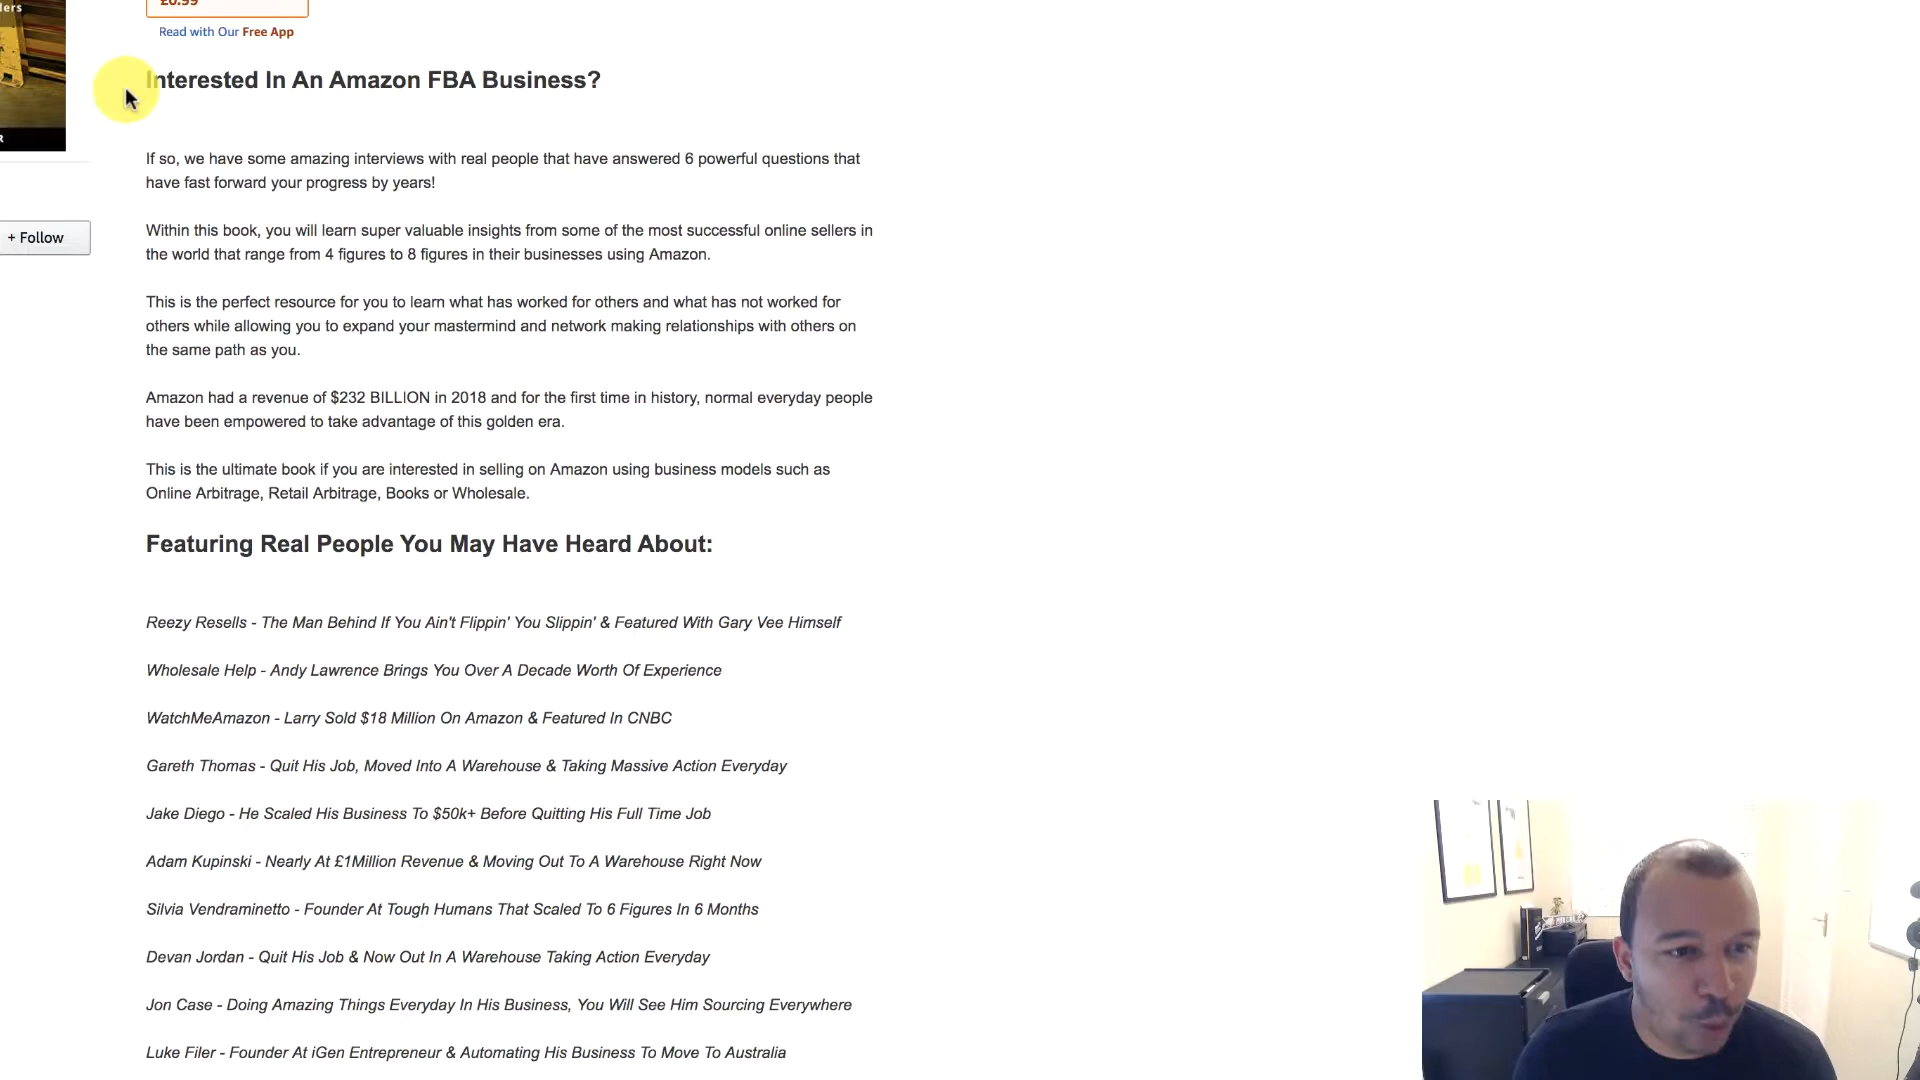 lers
£0.99
Read with Our Free App
Interested In An Amazon FBA Business?
If so, we have some amazing interviews with real people that have answered 6 powerful questions that
have fast forward your progress by years!
+ Follow
Within this book, you will learn super valuable insights from some of the most successful online sellers in
the world that range from 4 figures to 8 figures in their businesses using Amazon.
This is the perfect resource for you to learn what has worked for others and what has not worked for
others while allowing you to expand your mastermind and network making relationships with others on
the same path as you.
Amazon had a revenue of $232 BILLION in 2018 and for the first time in history, normal everyday people
have been empowered to take advantage of this golden era.
This is the ultimate book if you are interested in selling on Amazon using business models such as
Online Arbitrage, Retail Arbitrage, Books or Wholesale.
Featuring Real People You May Have Heard About:
Reezy Resells - The Man Behind If You Ain't Flippin' You Slippin' & Featured With Gary Vee Himself
Wholesale Help - Andy Lawrence Brings You Over A Decade Worth Of Experience
WatchMeAmazon - Larry Sold $18 Million On Amazon & Featured In CNBC
Gareth Thomas - Quit His Job, Moved Into A Warehouse & Taking Massive Action Everyday
Jake Diego - He Scaled His Business To $50k+ Before Quitting His Full Time Job
Adam Kupinski - Nearly At £1Million Revenue & Moving Out To A Warehouse Right Now
Silvia Vendraminetto - Founder At Tough Humans That Scaled To 6 Figures In 6 Months
Devan Jordan - Quit His Job & Now Out In A Warehouse Taking Action Everyday
Jon Case - Doing Amazing Things Everyday In His Business, You Will See Him Sourcing Everywhere
Luke Filer - Founder At iGen Entrepreneur & Automating His Business To Move To Australia